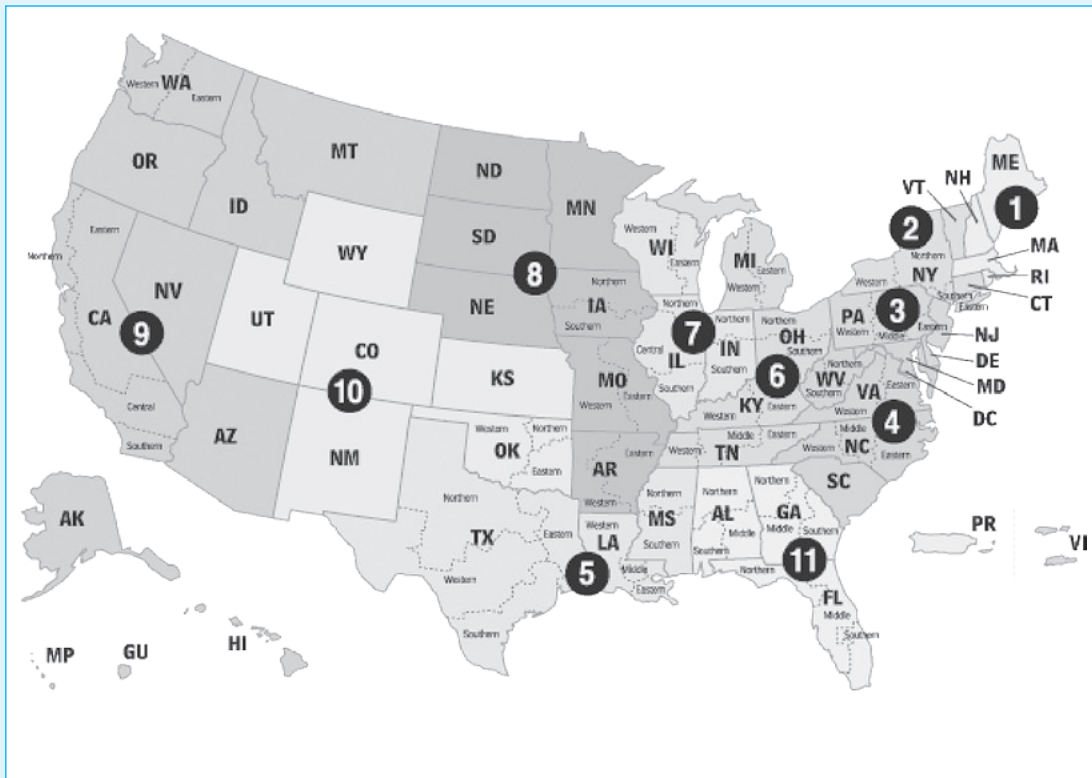 WA
Western
Eastern
OR
MT
ID
ND
MN
SD
WY
8
NE
Northern
IA
Southern
Northern
Eastern
NV
CA
9
UT
CO
10
KS
MO
Western
Eastern
Central
Southern
AZ
NM
Western
Northern
OK
Eastern
AR
Eastern
Western
Northern
TX
Eastern
Western
Southern
Western
LA
5
Middle
Eastern
WI
Western
Eastern
MI
Eastern
Western
Northern
7
Central
IL
Southern
Northern
IN
Southern
Northern
OH
Southern
6
KY
Western
Eastern
TN
Western
Middle
Eastern
Northern
MS
Southern
Northern
AL
Middle
Southern
Northern
GA
Middle
Southern
11
Northern
FL
Middle
Southern
ME
NH
VT
1
2
MA
Northern
NY
Western
Southern
Eastern
RI
CT
3
PA
Western
Middle
Eastern
NJ
DE
MD
DC
Northern
WV
Southern
VA
Eastern
Western
4
Middle
NC
Western
Eastern
SC
PR
VI
AK
HI
GU
MP